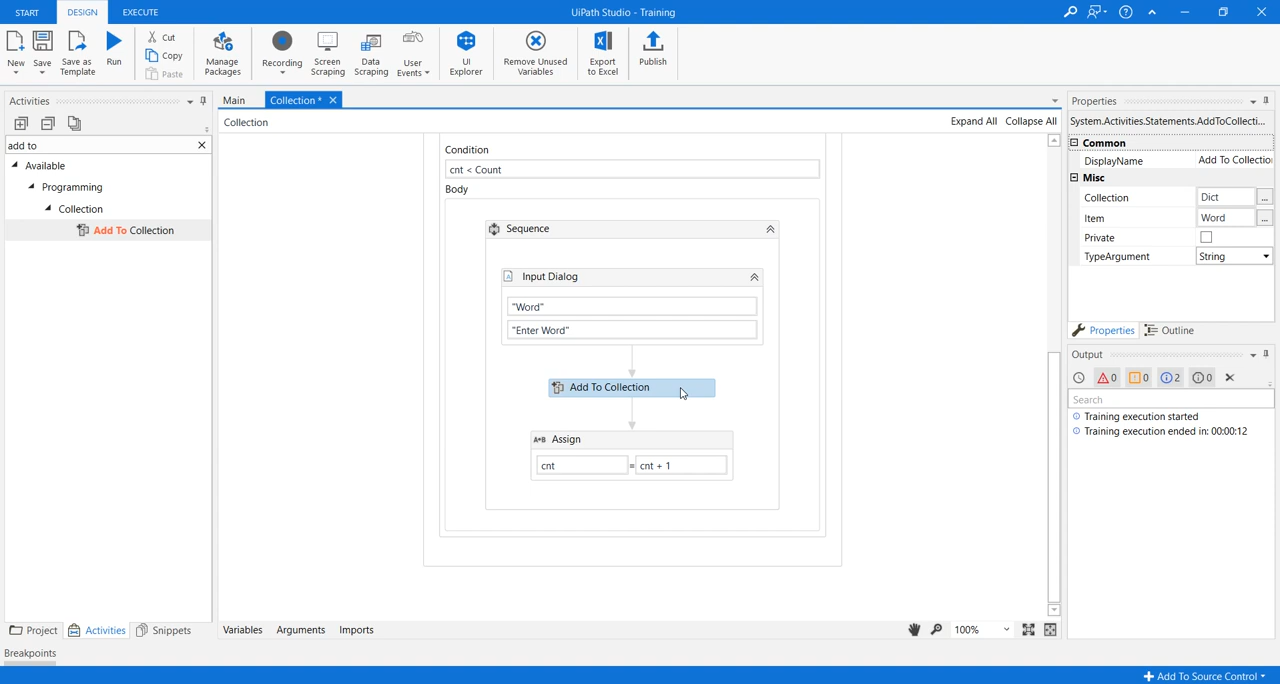 START DESIGN EXECUTE UiPath Studio - Training
New Save Save as Template Run Cut Copy Paste Manage Packages Recording Screen Scraping Data Scraping User Events UI Explorer Remove Unused Variables Export to Excel Publish
Activities
add to
Available
Programming
Collection
Add To Collection
Project Activities Snippets
Main Collection *
Collection Expand All Collapse All
Condition
cnt < Count
Body
Sequence
Input Dialog
"Word"
"Enter Word"
Add To Collection
A+B Assign
cnt = cnt + 1
Variables Arguments Imports 100%
Properties
System.Activities.Statements.AddToCollecti...
Common
DisplayName Add To Collection
Misc
Collection Dict ...
Item Word ...
Private
TypeArgument String
Properties Outline
Output
0 0 2 0
Search
Training execution started
Training execution ended in: 00:00:12
Breakpoints
Add To Source Control